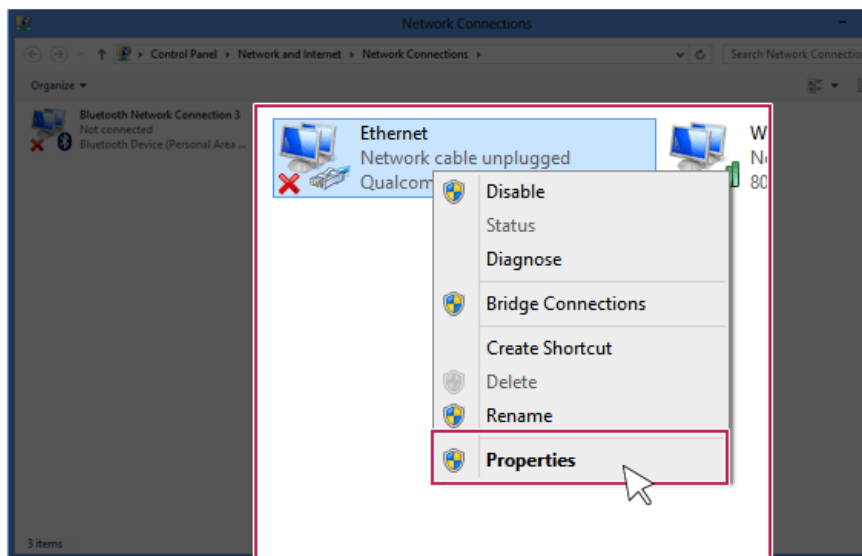 Network Connections
Control Panel Network and Internet Network Connections
Search Network Connectio
Organize
Bluetooth Network Connection 3
Not connected
Bluetooth Device (Personal Area ...
Ethernet
Network cable unplugged
Qualcom
W
N
80
Disable
Status
Diagnose
Bridge Connections
Create Shortcut
Delete
Rename
Properties
3 items